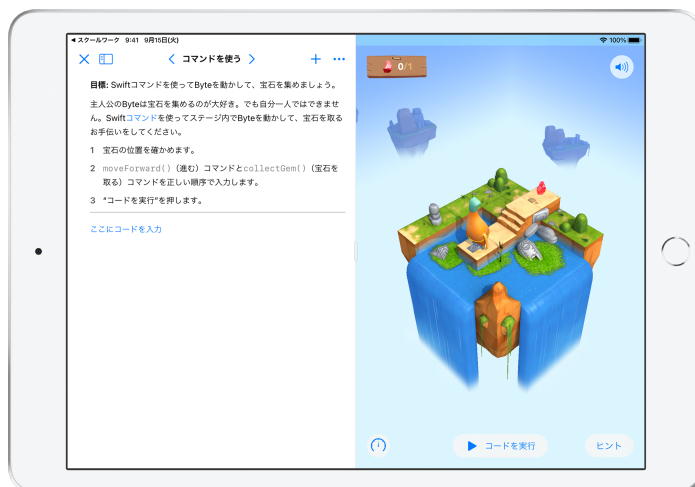 ◀ スクールワーク 9:41 9月15日(火)
100%
コマンドを使う
目標: Swiftコマンドを使ってByteを動かして、宝石を集めましょう。
主人公のByteは宝石を集めるのが大好き。でも自分一人ではできませ
ん。Swiftコマンドを使ってステージ内でByteを動かして、宝石を取る
お手伝いをしてください。
1 宝石の位置を確かめます。
2 moveForward()（進む）コマンドとcollectGem()（宝石を
取る）コマンドを正しい順序で入力します。
3 “コードを実行”を押します。
ここにコードを入力
0/1
コードを実行
ヒント